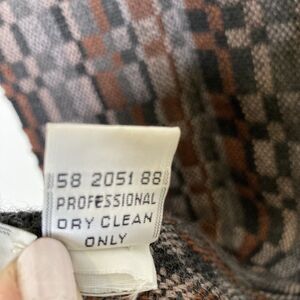 58 2051 88
PROFESSIONAL
DRY CLEAN
ONLY